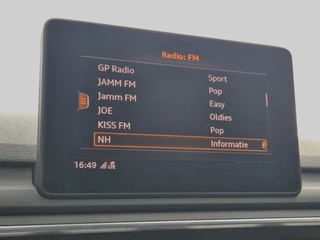 Radio: FM
GP Radio Sport
JAMM FM Pop
Jamm FM Easy
JOE Oldies
KISS FM Pop
NH Informatie
16:49 LTE